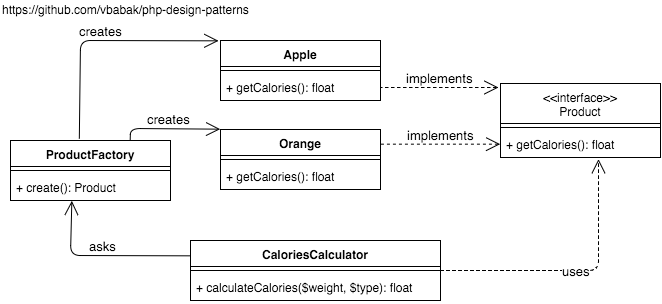 https://github.com/vbabak/php-design-patterns
creates
Apple
+ getCalories(): float
implements
<<interface>>
Product
+ getCalories(): float
creates
Orange
+ getCalories(): float
implements
ProductFactory
+ create(): Product
asks
CaloriesCalculator
+ calculateCalories($weight, $type): float
uses